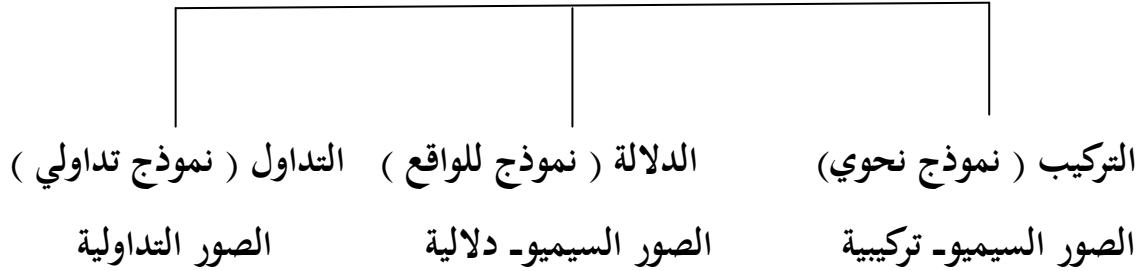 التركيب ( نموذج نحوي) الدلالة ( نموذج للواقع ) التداول ( نموذج تداولي )
الصور السيميو۔ تركيبية الصور السيميو۔ دلالية الصور التداولية